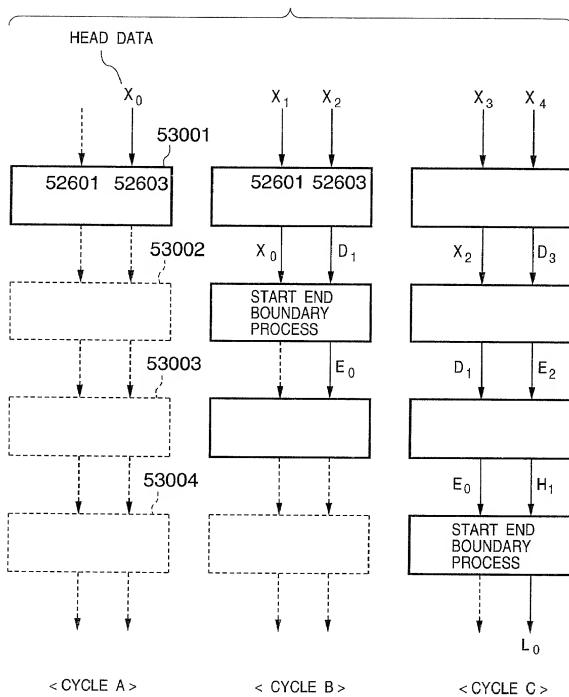 HEAD DATA
X0 X1 X2 X3 X4
53001
52601 52603 52601 52603
53002 X0 D1 X2 D3
START END
BOUNDARY
PROCESS
53003 E0 D1 E2
53004 E0 H1
START END
BOUNDARY
PROCESS
L0
< CYCLE A > < CYCLE B > < CYCLE C >